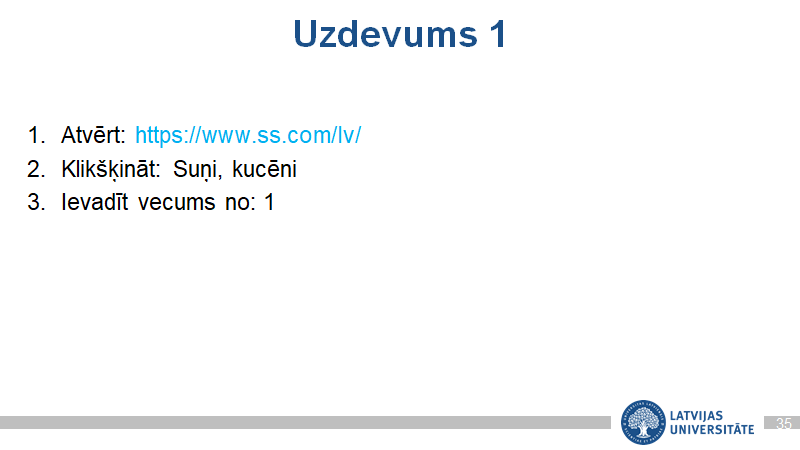 Uzdevums 1
1. Atvērt: https://www.ss.com/lv/
2. Klikšķināt: Suņi, kucēni
3. Ievadīt vecums no: 1
LATVIJAS
UNIVERSITĀTE
35